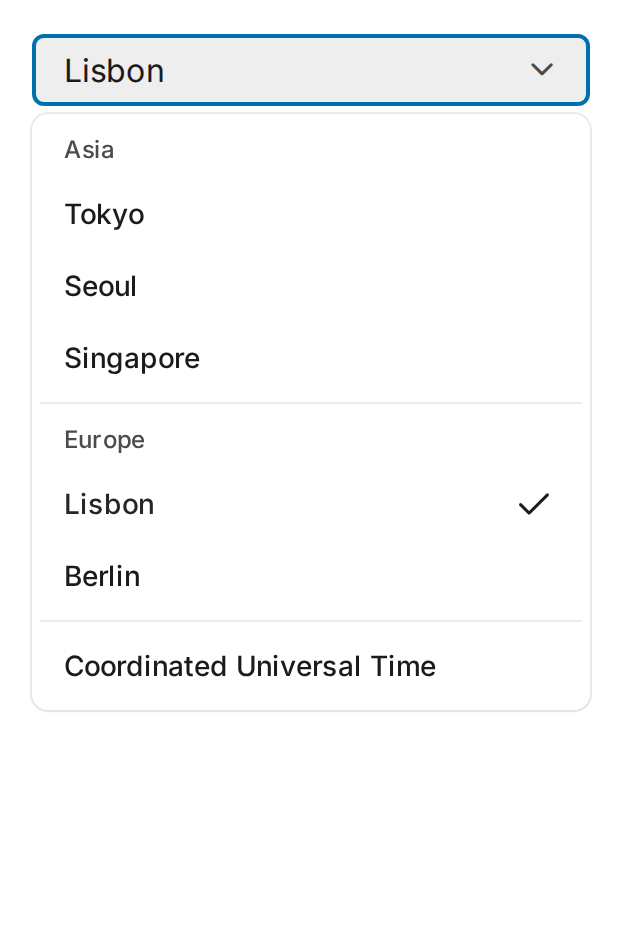 Lisbon
Asia
Tokyo
Seoul
Singapore
Europe
Lisbon
Berlin
Coordinated Universal Time